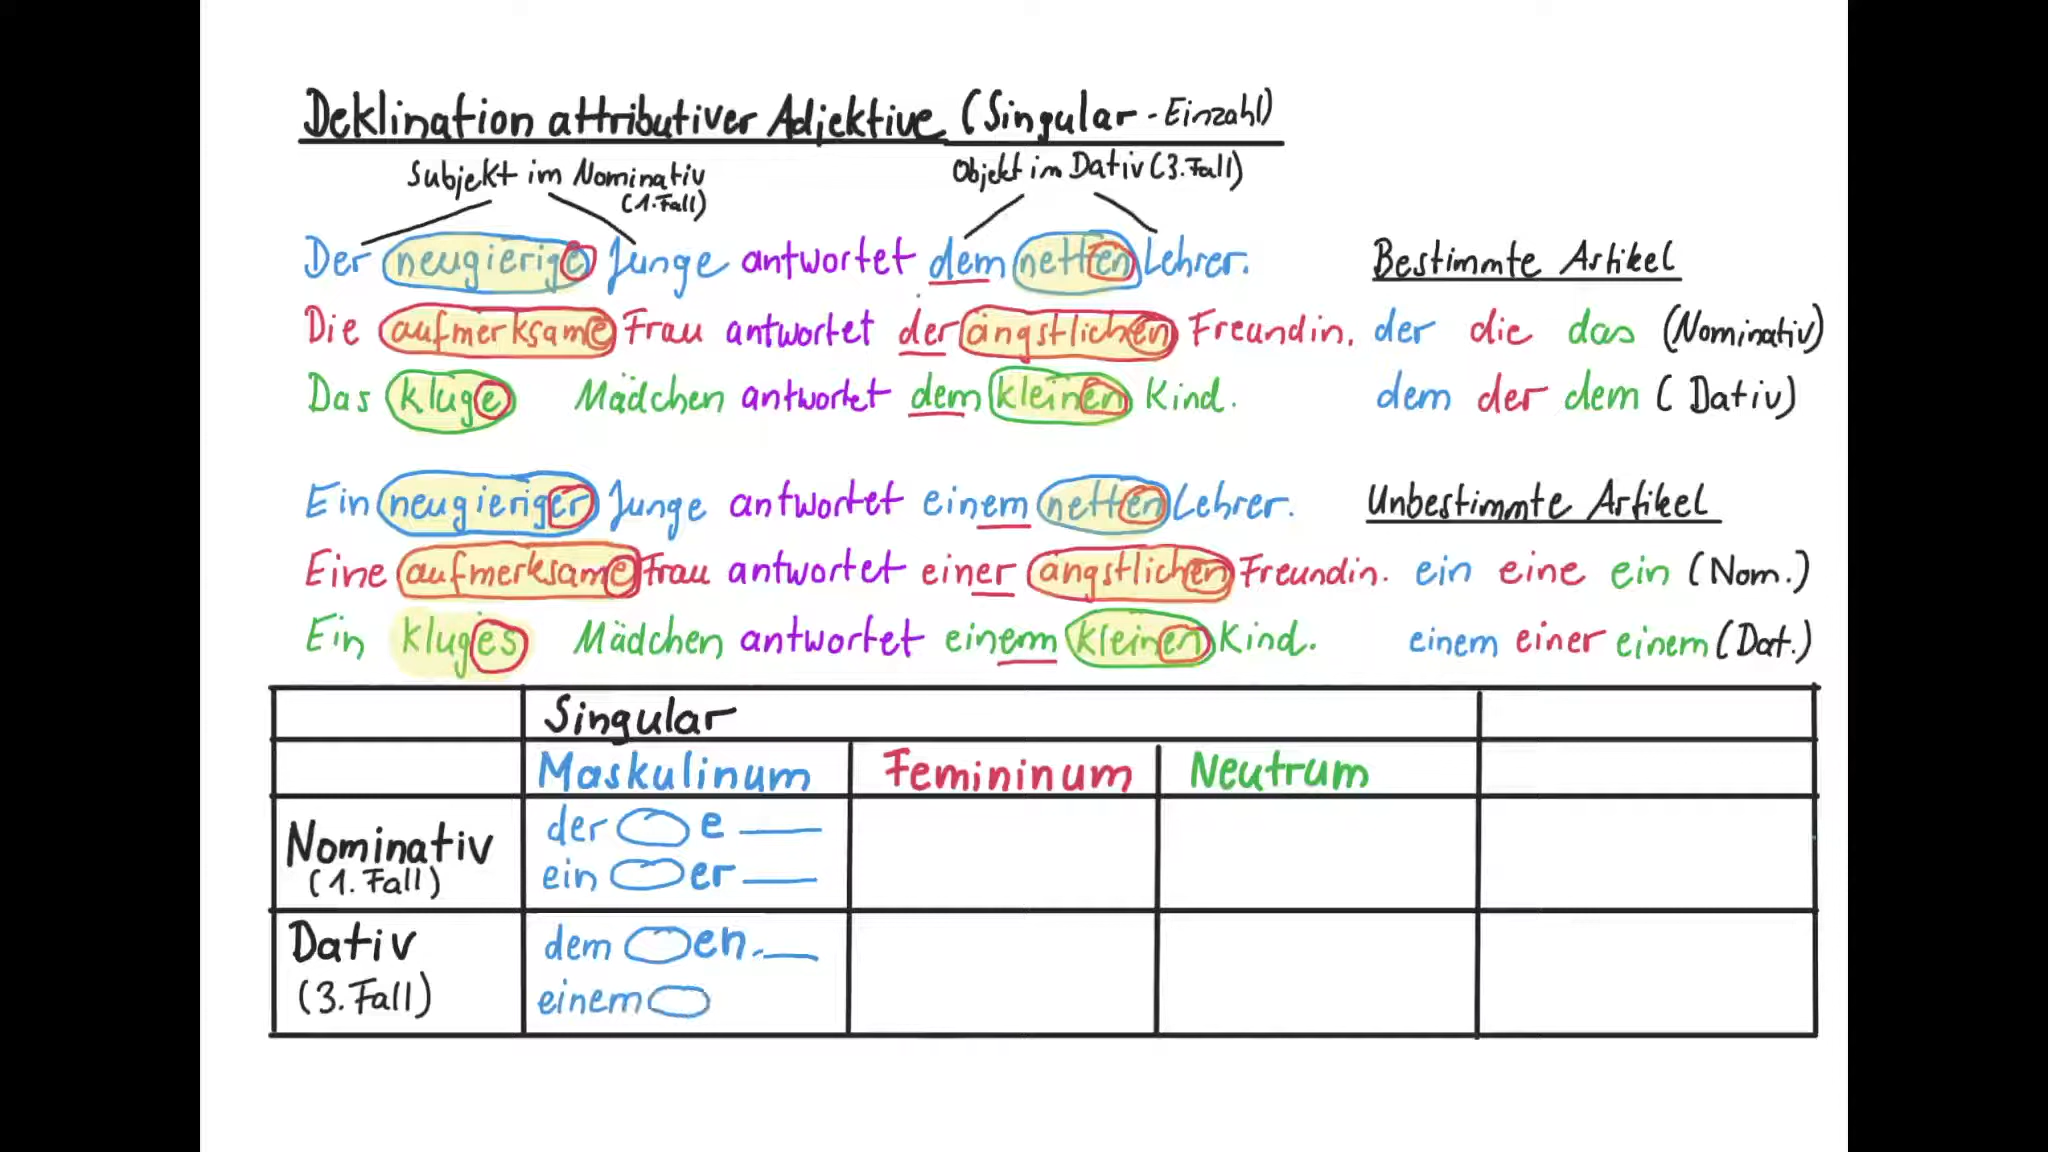 Deklination attributiver Adjektive (Singular - Einzahl)
Subjekt im Nominativ (1. Fall)
Objekt im Dativ (3. Fall)
Der neugierige Junge antwortet dem netten Lehrer.
Bestimmte Artikel
Die aufmerksame Frau antwortet der ängstlichen Freundin.
der die das (Nominativ)
Das kluge Mädchen antwortet dem kleinen Kind.
dem der dem (Dativ)
Ein neugieriger Junge antwortet einem netten Lehrer.
Unbestimmte Artikel
Eine aufmerksame Frau antwortet einer ängstlichen Freundin.
ein eine ein (Nom.)
Ein kluges Mädchen antwortet einem kleinen Kind.
einem einer einem (Dat.)
Singular
Maskulinum Femininum Neutrum
Nominativ
(1. Fall)
der e
ein er
Dativ
(3. Fall)
dem en
einem